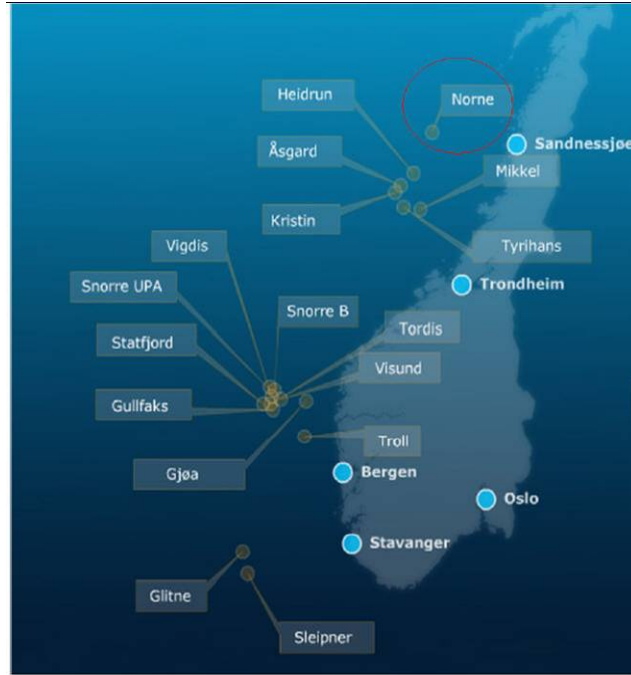 Heidrun
Norne
Åsgard
Sandnessjøe
Mikkel
Kristin
Vigdis
Tyrihans
Snorre UPA
Trondheim
Snorre B
Statfjord
Tordis
Visund
Gullfaks
Troll
Gjøa
Bergen
Oslo
Stavanger
Glitne
Sleipner